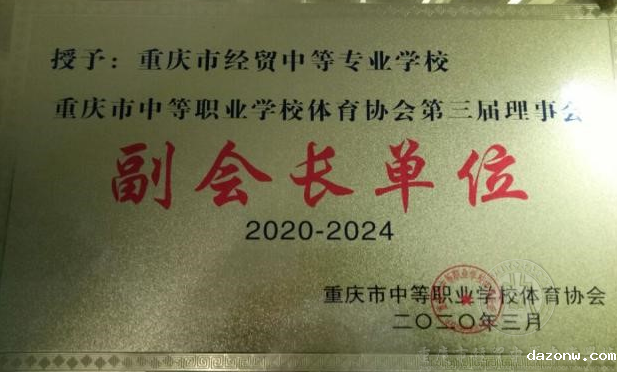 授予：重庆市经贸中等专业学校
重庆市中等职业学校体育协会第三届理事会
副会长单位
2020-2024
重庆市中等职业学校体育协会
二〇二〇年三月
dazonw.com